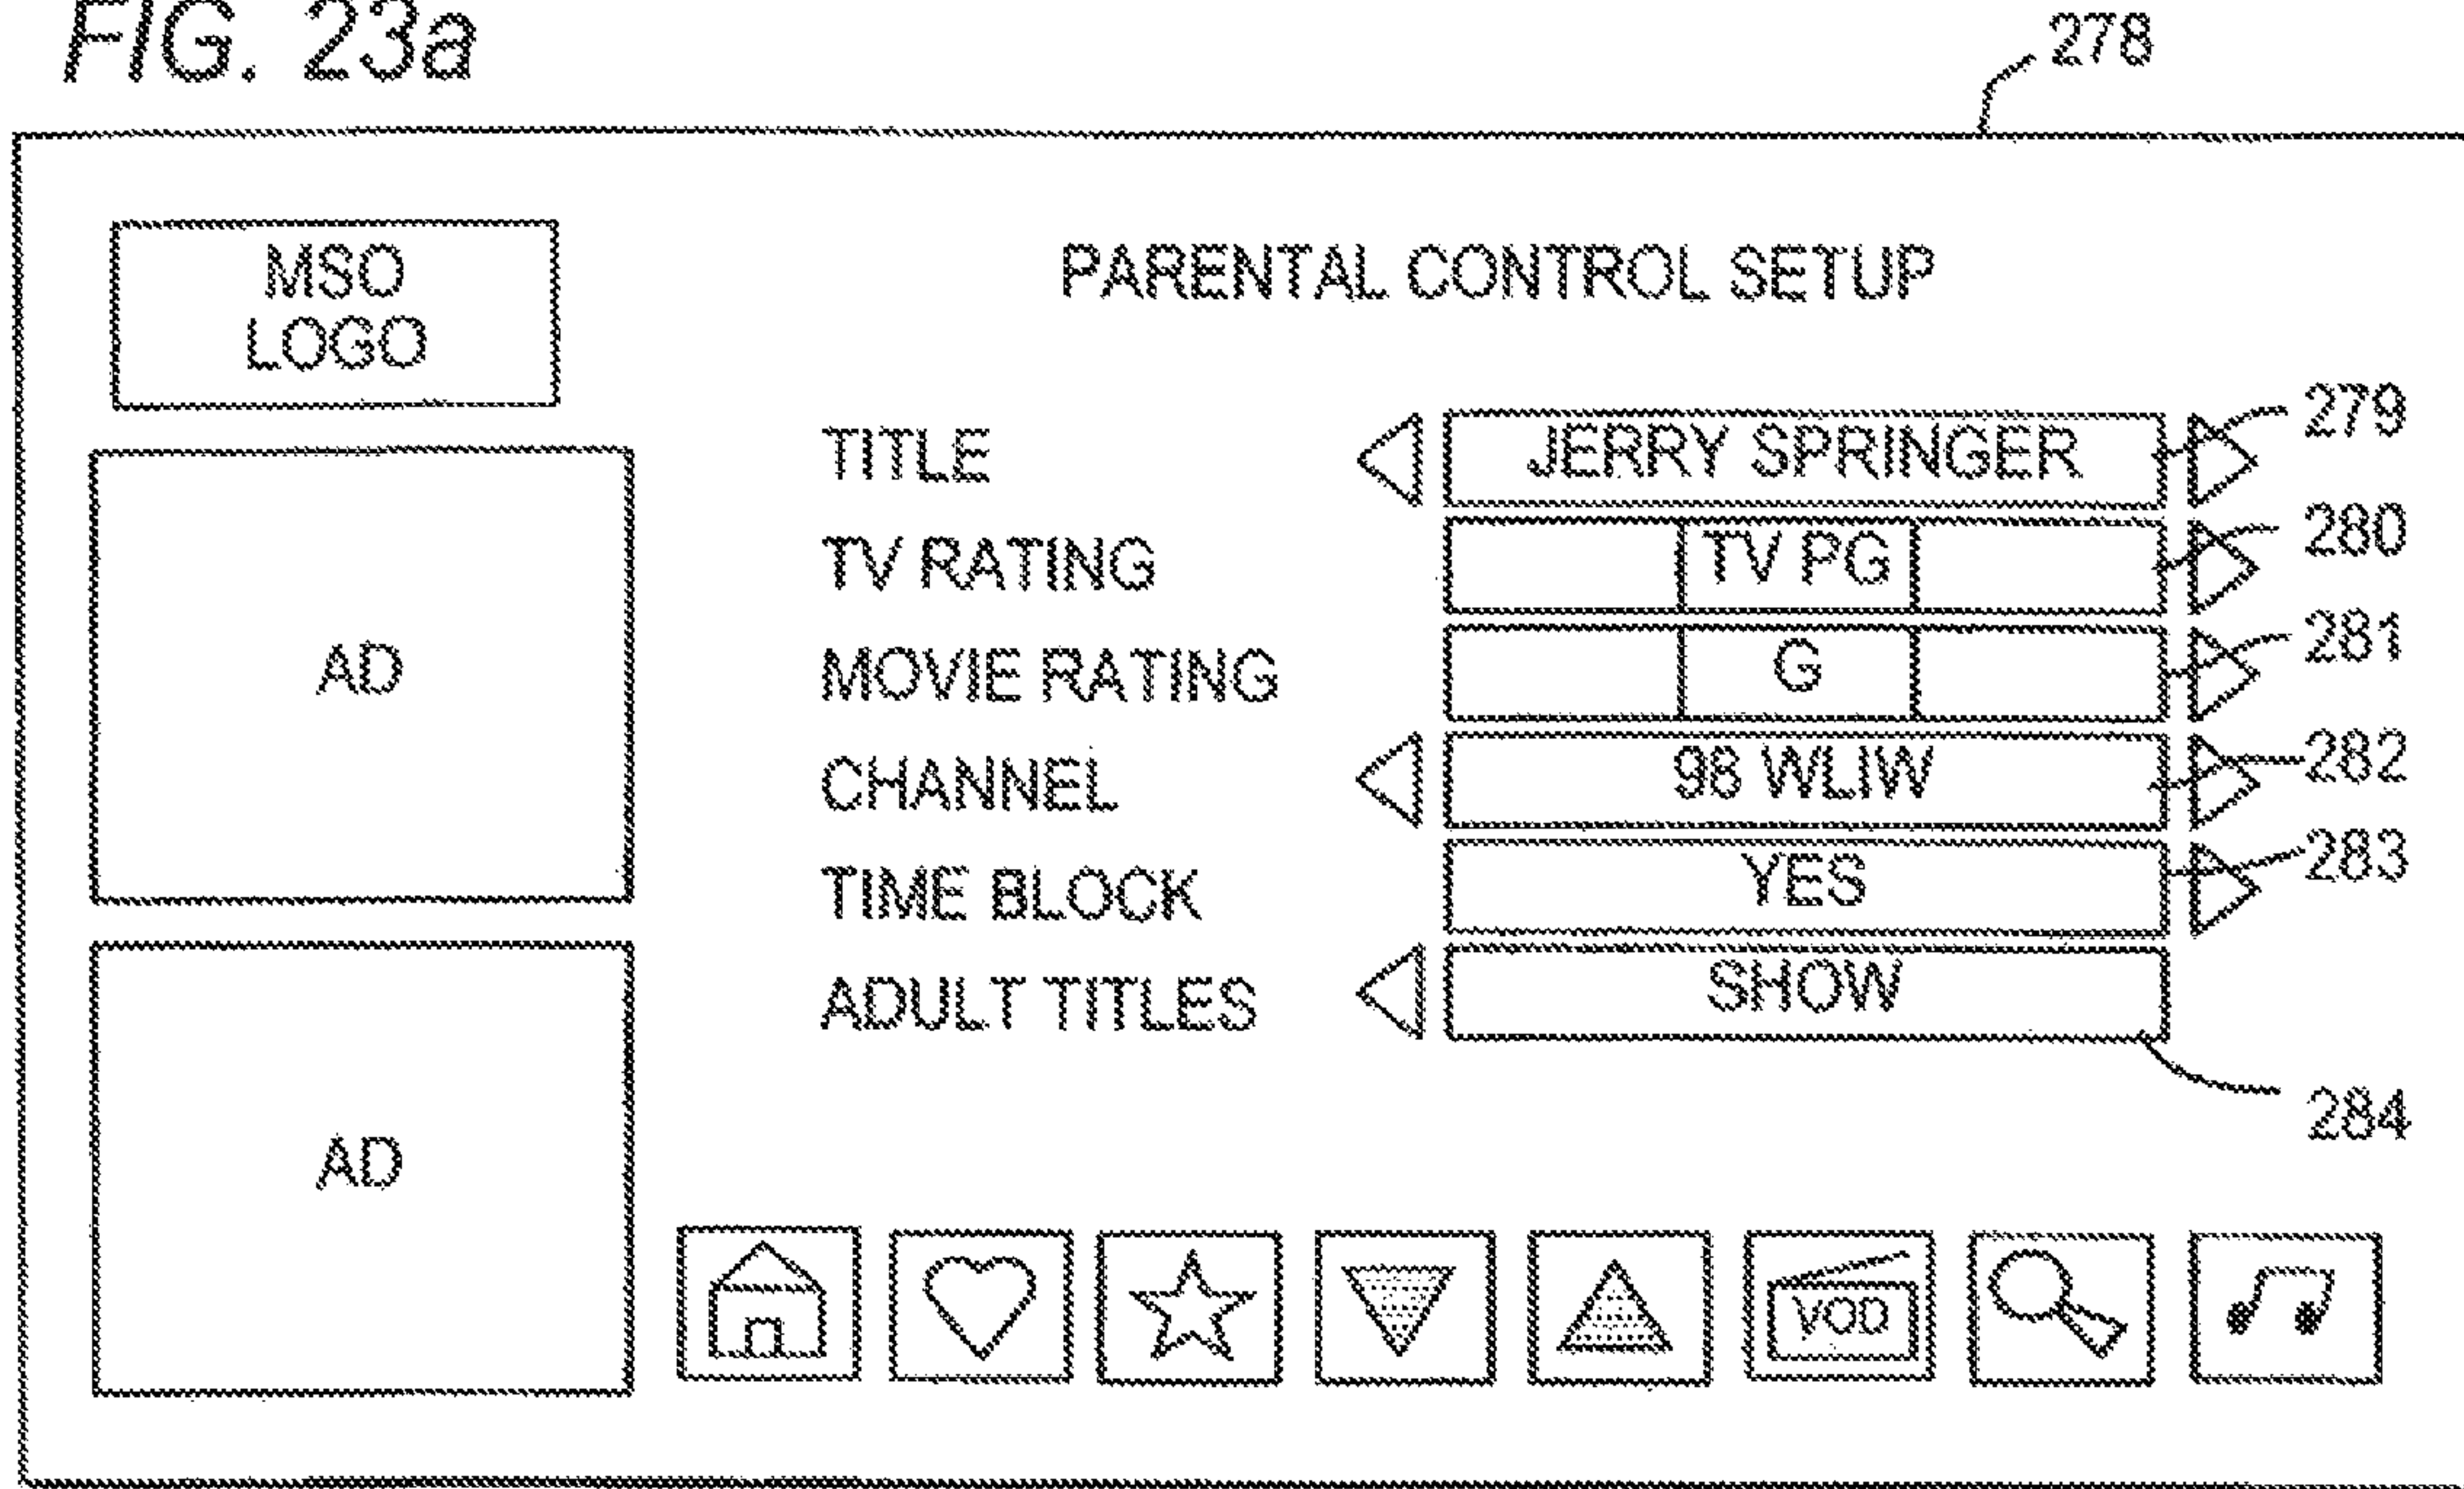 FIG. 23a
278
MSO
LOGO
PARENTAL CONTROL SETUP
TITLE JERRY SPRINGER 279
TV RATING TV PG 280
MOVIE RATING G 281
CHANNEL 98 WLIW 282
TIME BLOCK YES 283
ADULT TITLES SHOW
284
AD
AD
VOD